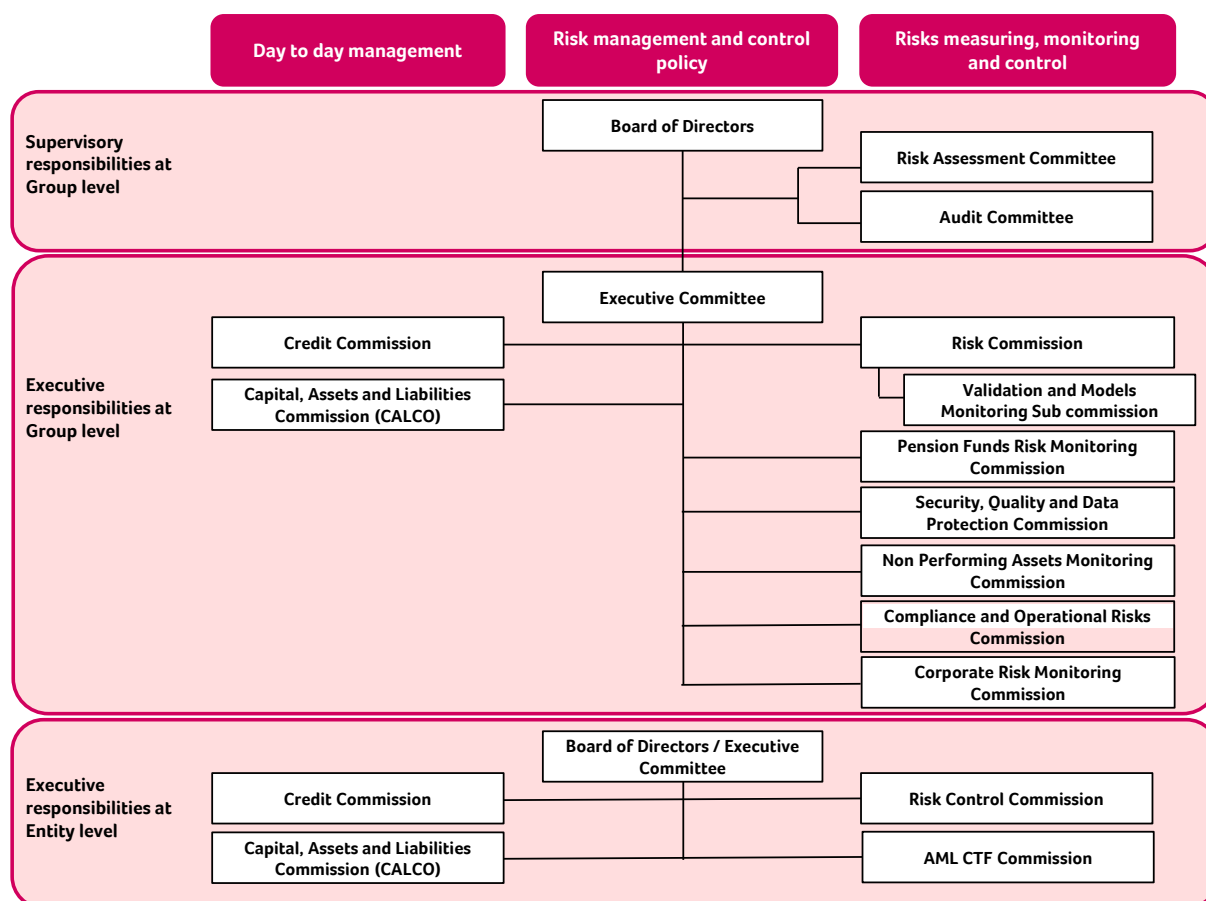 Day to day management
Risk management and control
policy
Risks measuring, monitoring
and control
Supervisory
responsibilities at
Group level
Board of Directors
Risk Assessment Committee
Audit Committee
Executive
responsibilities at
Group level
Executive Committee
Credit Commission
Risk Commission
Capital, Assets and Liabilities
Commission (CALCO)
Validation and Models
Monitoring Sub commission
Pension Funds Risk Monitoring
Commission
Security, Quality and Data
Protection Commission
Non Performing Assets Monitoring
Commission
Compliance and Operational Risks
Commission
Corporate Risk Monitoring
Commission
Executive
responsibilities at
Entity level
Board of Directors / Executive
Committee
Credit Commission
Risk Control Commission
Capital, Assets and Liabilities
Commission (CALCO)
AML CTF Commission